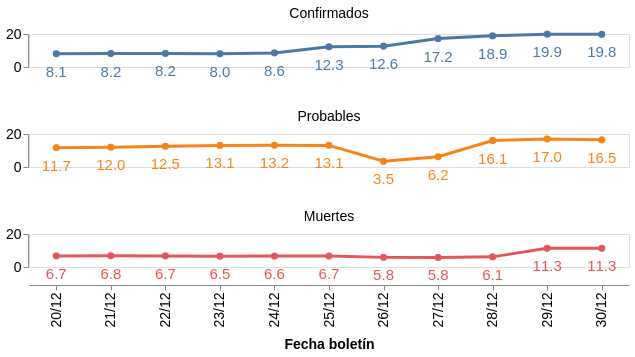 Confirmados
20
0
8.1 8.2 8.2 8.0 8.6 12.3 12.6 17.2 18.9 19.9 19.8
Probables
20
0
11.7 12.0 12.5 13.1 13.2 13.1 3.5 6.2 16.1 17.0 16.5
Muertes
20
0
6.7 6.8 6.7 6.5 6.6 6.7 5.8 5.8 6.1 11.3 11.3
20/12 21/12 22/12 23/12 24/12 25/12 26/12 27/12 28/12 29/12 30/12
Fecha boletín